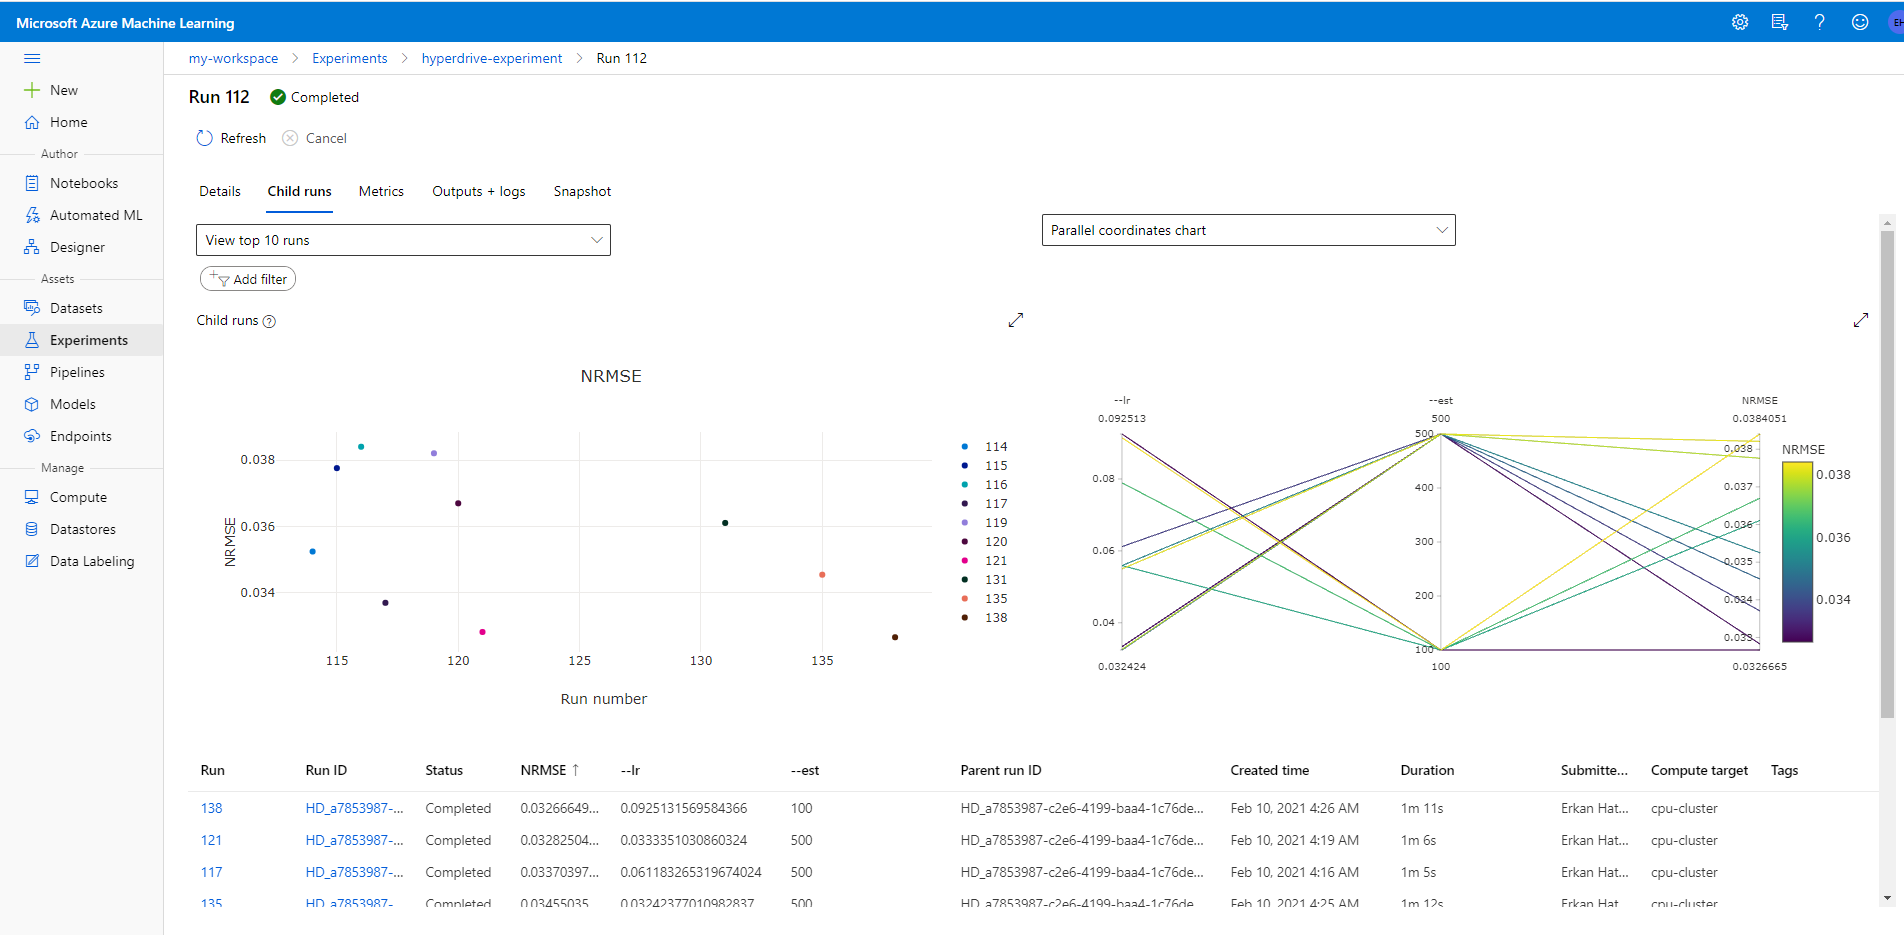 Microsoft Azure Machine Learning
EH
my-workspace > Experiments > hyperdrive-experiment > Run 112
New
Home
Author
Notebooks
Automated ML
Designer
Assets
Datasets
Experiments
Pipelines
Models
Endpoints
Manage
Compute
Datastores
Data Labeling
Run 112 Completed
Refresh Cancel
Details Child runs Metrics Outputs + logs Snapshot
View top 10 runs
Parallel coordinates chart
Add filter
Child runs
NRMSE
NRMSE
0.038
0.036
0.034
115 120 125 130 135
Run number
114
115
116
117
119
120
121
131
135
138
--lr --est NRMSE
0.092513 500 0.0384051
0.08
0.06
0.04
500
400
300
200
100
0.038
0.037
0.036
0.035
0.034
0.033
0.032424 100 0.0326665
NRMSE
0.038
0.036
0.034
Run Run ID Status NRMSE ↑ --lr --est Parent run ID Created time Duration Submitte... Compute target Tags
138 HD_a7853987-... Completed 0.03266649... 0.0925131569584366 100 HD_a7853987-c2e6-4199-baa4-1c76de... Feb 10, 2021 4:26 AM 1m 11s Erkan Hat... cpu-cluster
121 HD_a7853987-... Completed 0.03282504... 0.0333351030860324 500 HD_a7853987-c2e6-4199-baa4-1c76de... Feb 10, 2021 4:19 AM 1m 6s Erkan Hat... cpu-cluster
117 HD_a7853987-... Completed 0.03370397... 0.061183265319674024 500 HD_a7853987-c2e6-4199-baa4-1c76de... Feb 10, 2021 4:16 AM 1m 5s Erkan Hat... cpu-cluster
135 HD_a7853987- Completed 0.03455035 0.03242377010982837 500 HD_a7853987-c2e6-4199-baa4-1c76de Feb 10, 2021 4:25 AM 1m 12s Erkan Hat cpu-cluster